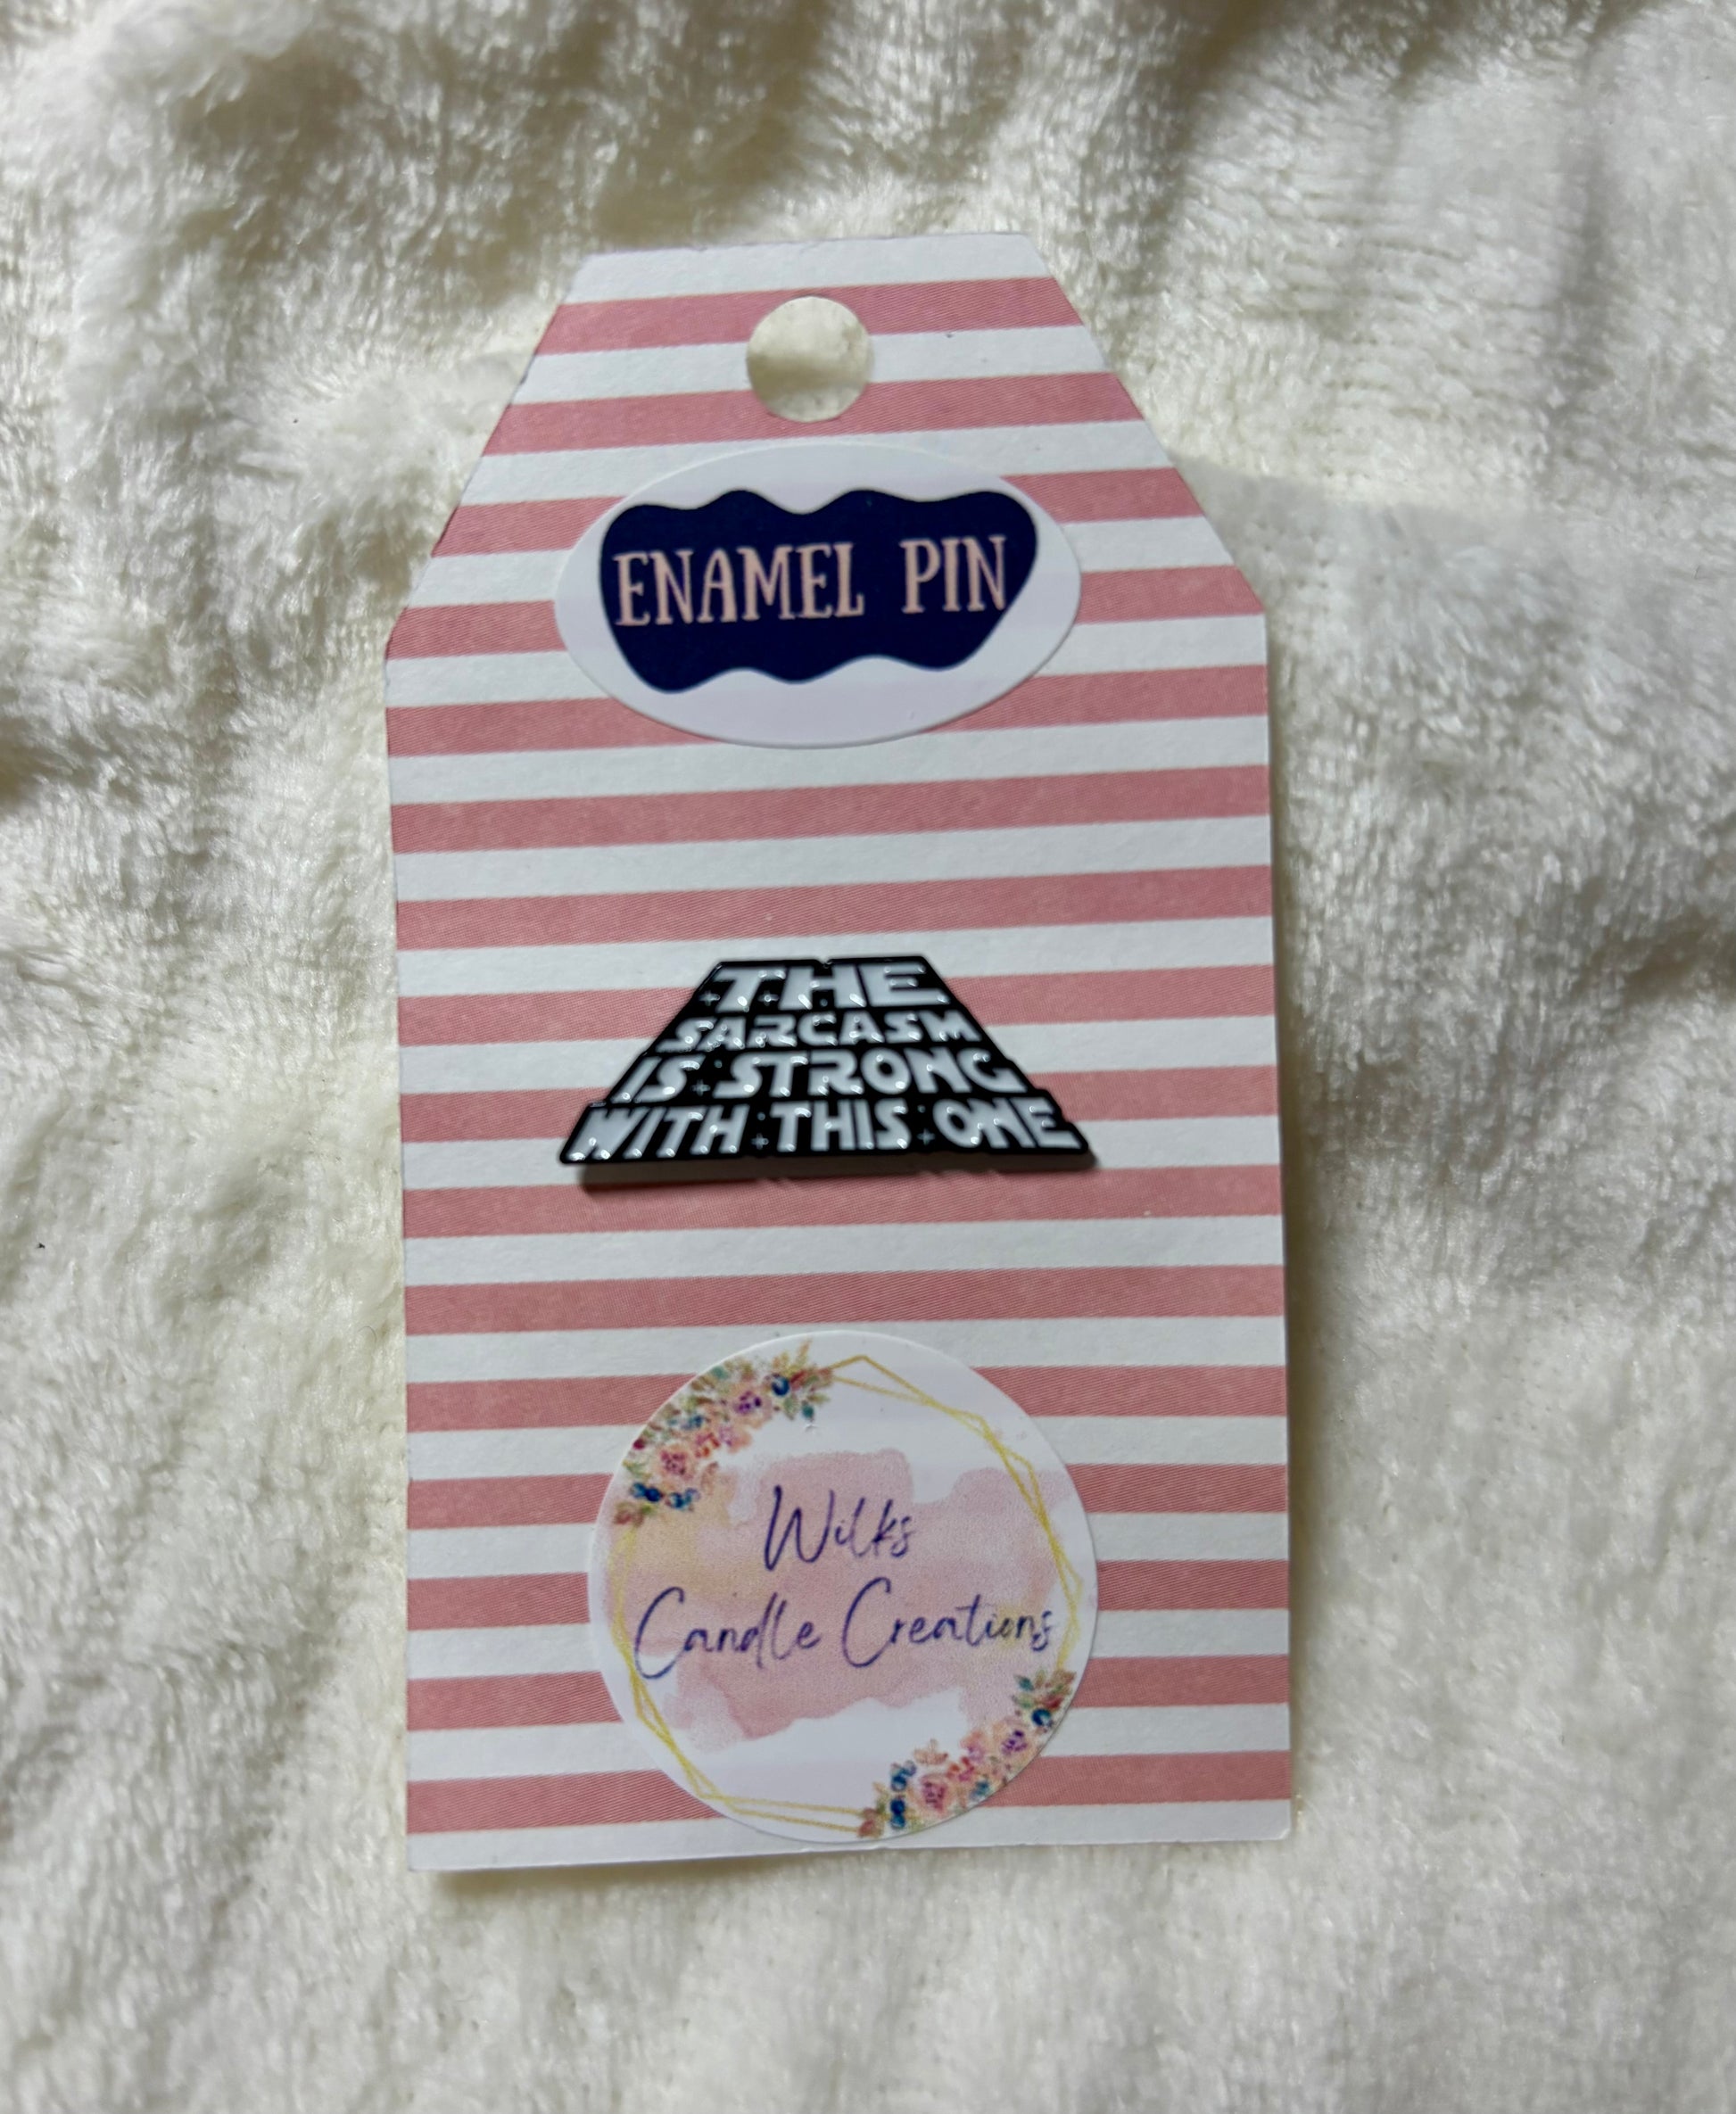 ENAMEL PIN
THE
SARCASM
IS STRONG
WITH THIS ONE
Wilks
Candle Creations